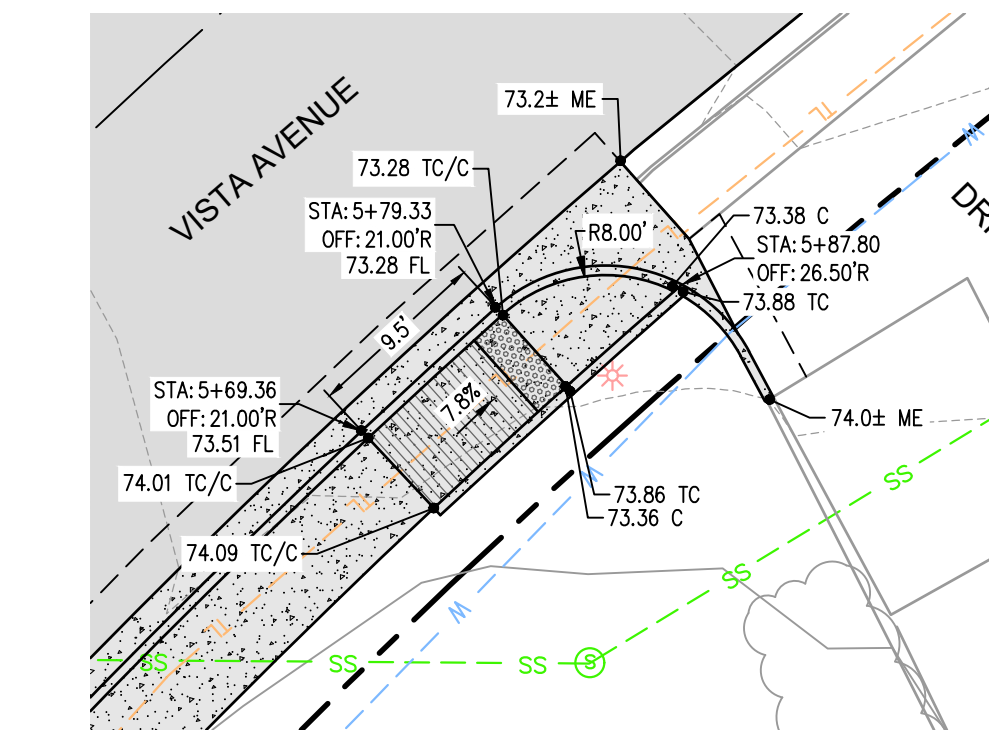 VISTA AVENUE
73.2± ME
73.28 TC/C
STA: 5+79.33
OFF: 21.00'R
73.28 FL
R8.00'
73.38 C
STA: 5+87.80
OFF: 26.50'R
73.88 TC
9.5'
7.8%
STA: 5+69.36
OFF: 21.00'R
73.51 FL
74.01 TC/C
74.09 TC/C
73.86 TC
73.36 C
74.0± ME
TL
TL
TL
W
W
W
SS
SS
SS
SS
SS
S